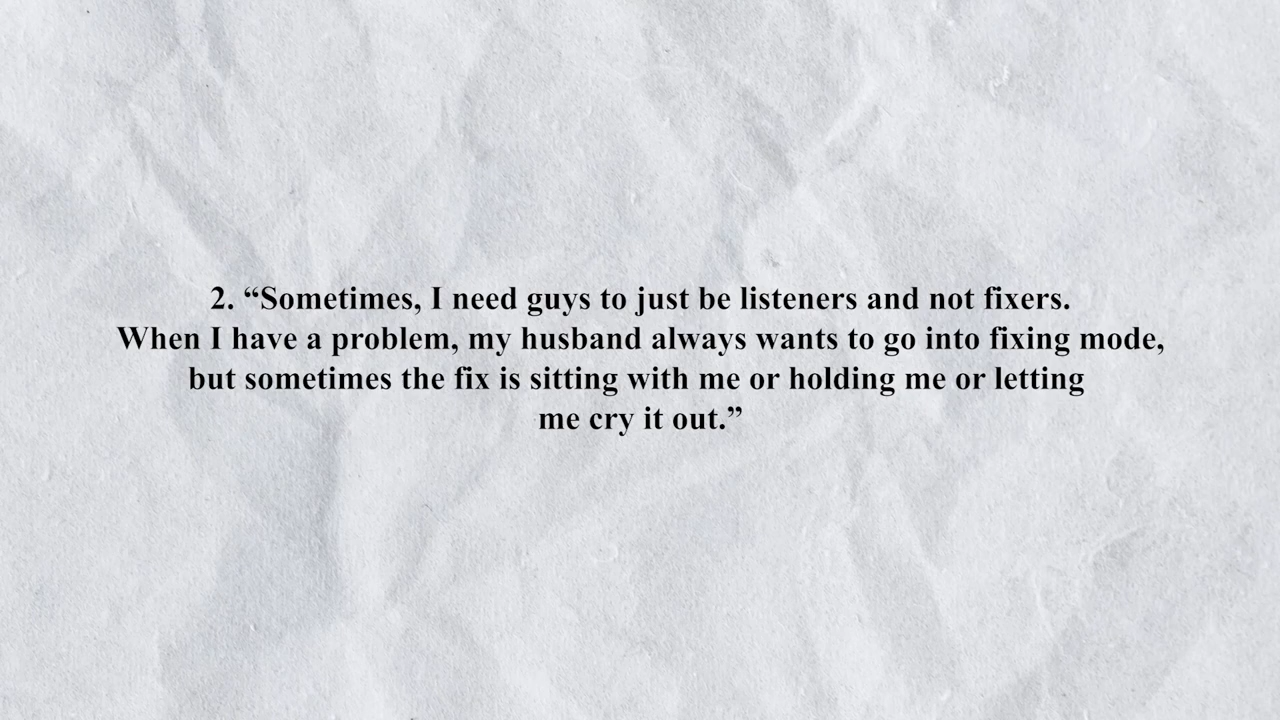 2. “Sometimes, I need guys to just be listeners and not fixers.
When I have a problem, my husband always wants to go into fixing mode,
but sometimes the fix is sitting with me or holding me or letting
me cry it out.”